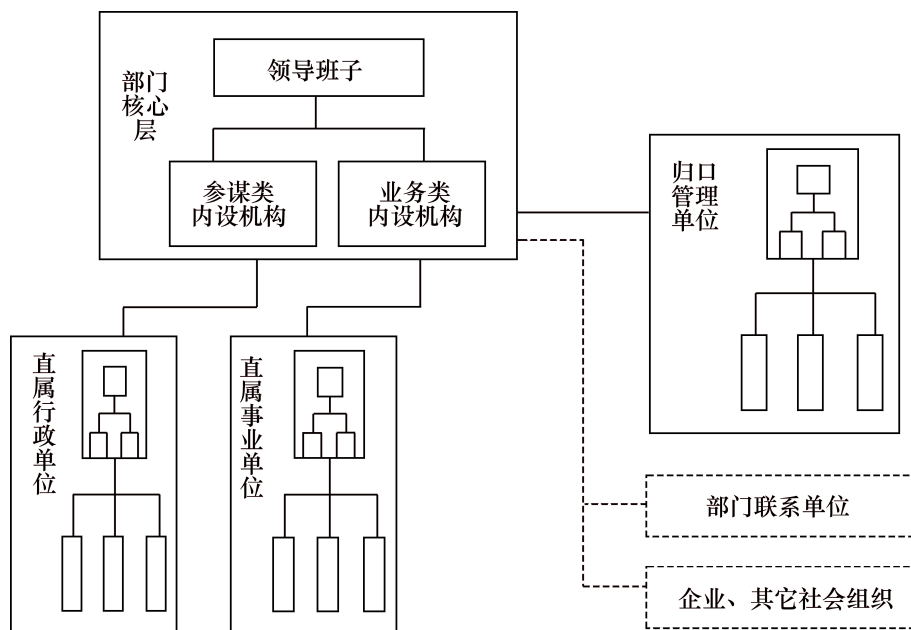 领导班子
部门
核心
层
参谋类
内设机构
业务类
内设机构
归口
管理
单位
直
属
行
政
单
位
直
属
事
业
单
位
部门联系单位
企业、其它社会组织